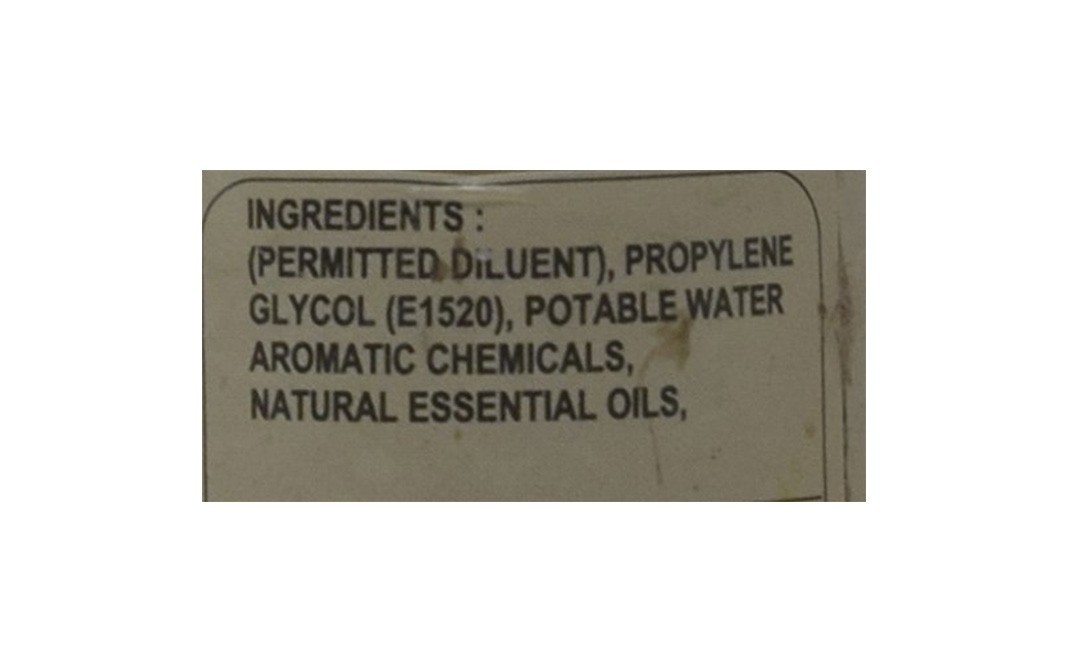 INGREDIENTS :
(PERMITTED DILUENT), PROPYLENE
GLYCOL (E1520), POTABLE WATER
AROMATIC CHEMICALS,
NATURAL ESSENTIAL OILS,